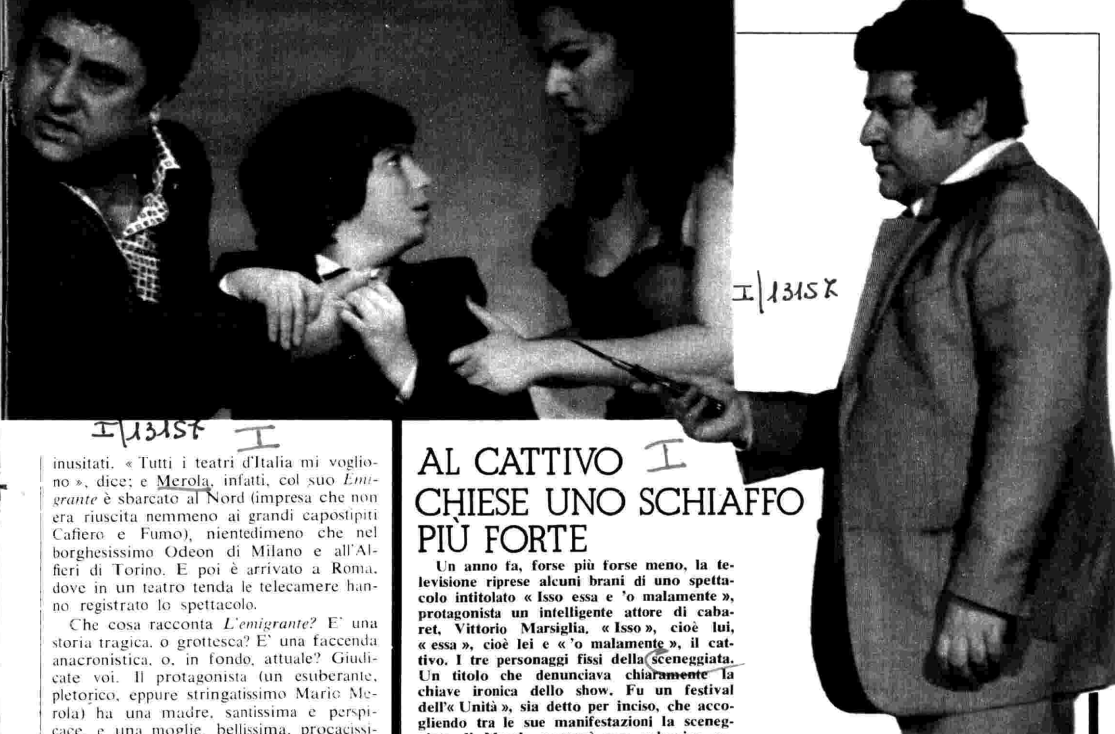 I/13157
I/13157 I
inusitati. « Tutti i teatri d'Italia mi voglio-
no », dice; e Merola, infatti, col suo Emi-
grante è sbarcato al Nord (impresa che non
era riuscita nemmeno ai grandi capostipiti
Cafiero e Fumo), nientedimeno che nel
borghesissimo Odeon di Milano e all'Al-
fieri di Torino. E poi è arrivato a Roma,
dove in un teatro tenda le telecamere han-
no registrato lo spettacolo.
Che cosa racconta L'emigrante? E' una
storia tragica, o grottesca? E' una faccenda
anacronistica, o, in fondo, attuale? Giudi-
cate voi. Il protagonista (un esuberante,
pletorico, eppure stringatissimo Mario Me-
rola) ha una madre, santissima e perspi-
cace, e una moglie, bellissima, procacissi-
AL CATTIVO I
CHIESE UNO SCHIAFFO
PIÙ FORTE
Un anno fa, forse più forse meno, la te-
levisione riprese alcuni brani di uno spetta-
colo intitolato « Isso essa e 'o malamente »,
protagonista un intelligente attore di caba-
ret, Vittorio Marsiglia. « Isso », cioè lui,
« essa », cioè lei e « 'o malamente », il cat-
tivo. I tre personaggi fissi della sceneggiata.
Un titolo che denunciava chiaramente la
chiave ironica dello show. Fu un festival
dell'« Unità », sia detto per inciso, che acco-
gliendo tra le sue manifestazioni la sceneg-